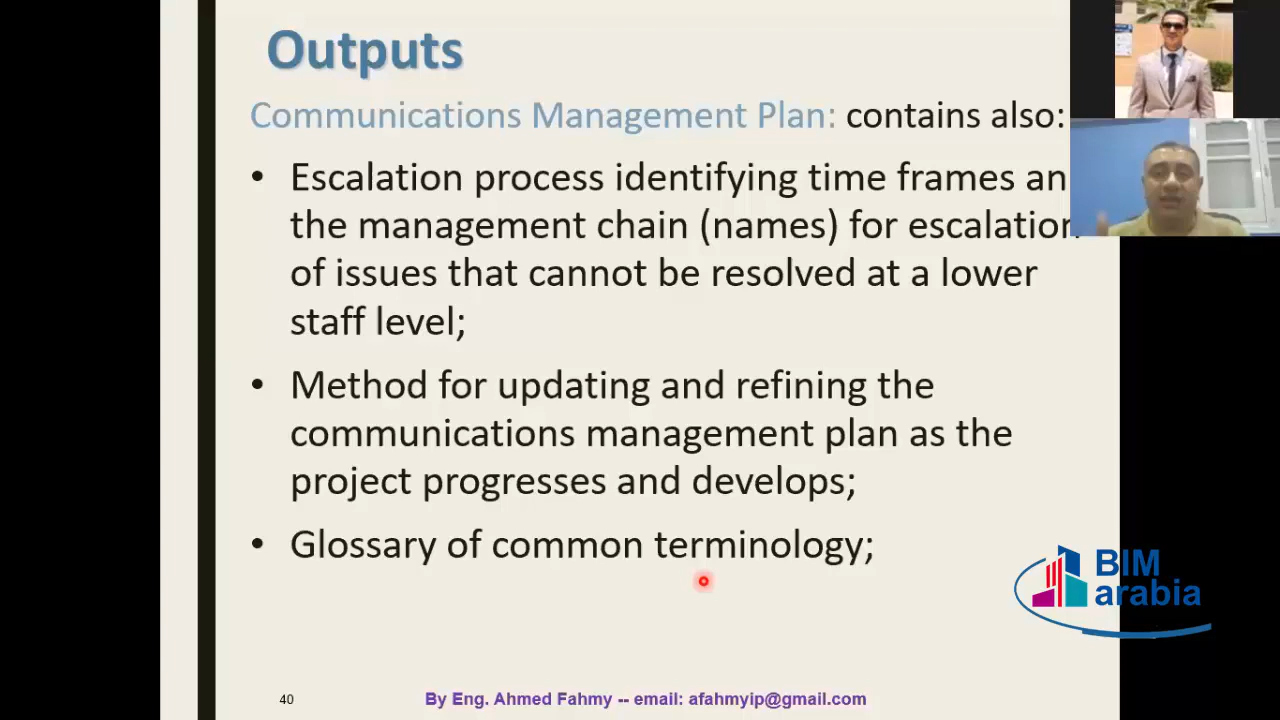 Outputs
Communications Management Plan: contains also:
• Escalation process identifying time frames an
the management chain (names) for escalation
of issues that cannot be resolved at a lower
staff level;
• Method for updating and refining the
communications management plan as the
project progresses and develops;
• Glossary of common terminology;
BIM
arabia
40
By Eng. Ahmed Fahmy -- email: afahmyip@gmail.com